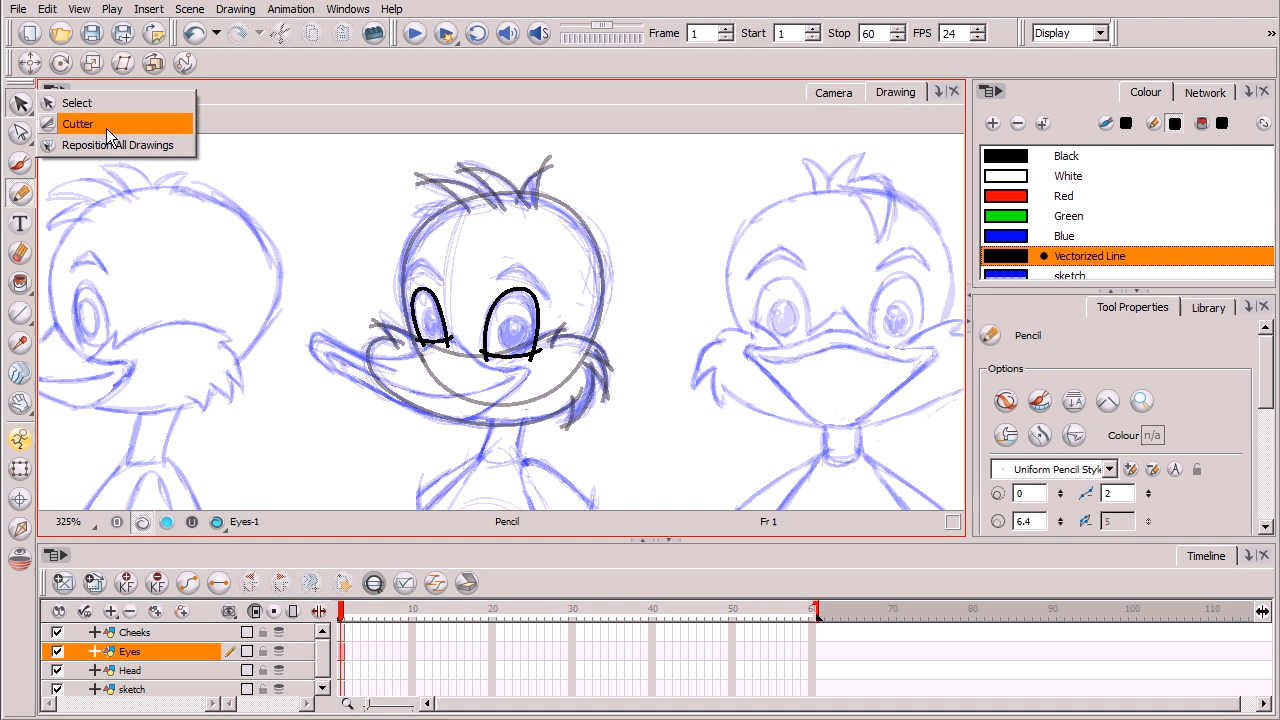 File Edit View Play Insert Scene Drawing Animation Windows Help
Frame 1 Start 1 Stop 60 FPS 24 Display »
Camera Drawing
Select
Cutter
Reposition All Drawings
Colour Network
Black
White
Red
Green
Blue
Vectorized Line
sketch
Tool Properties Library
Pencil
Options
Colour n/a
Uniform Pencil Styl
0 2
6.4 5
325% Eyes-1 Pencil Fr 1
Timeline
KF KF
10 20 30 40 50 60 70 80 90 100 110
Cheeks
Eyes
Head
sketch